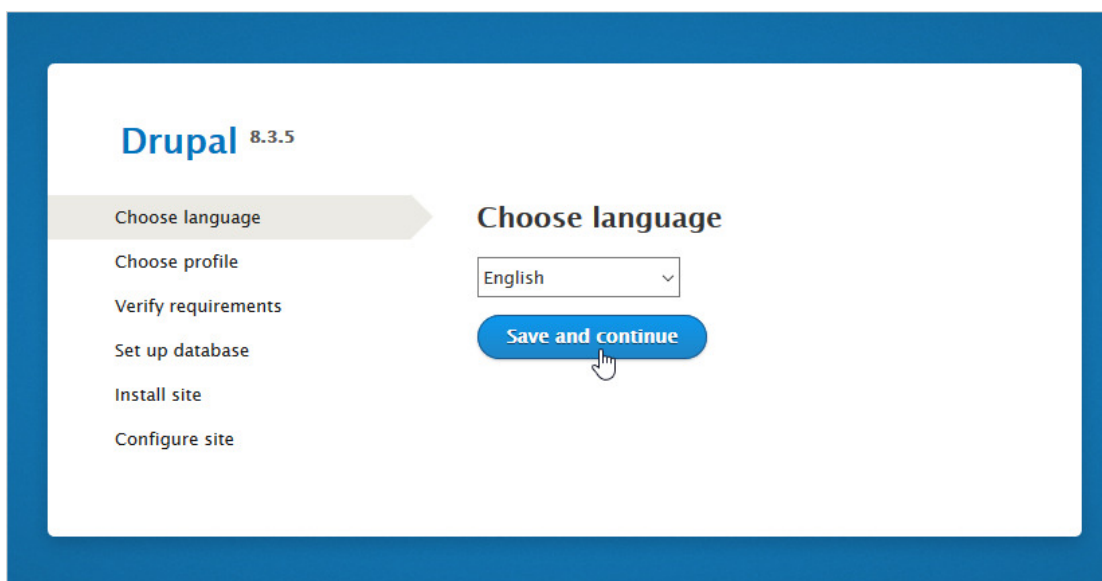 Drupal 8.3.5
Choose language
Choose profile
Verify requirements
Set up database
Install site
Configure site
Choose language
English
Save and continue